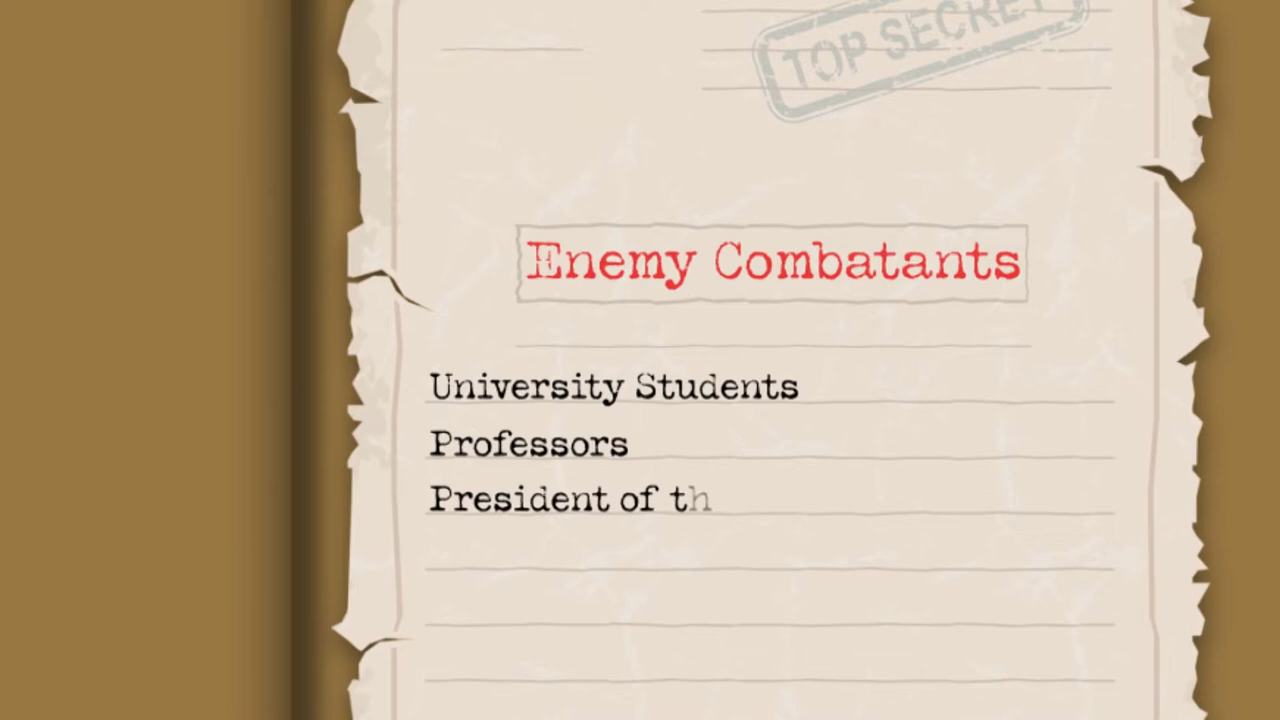 TOP SECRET
Enemy Combatants
University Students
Professors
President of th